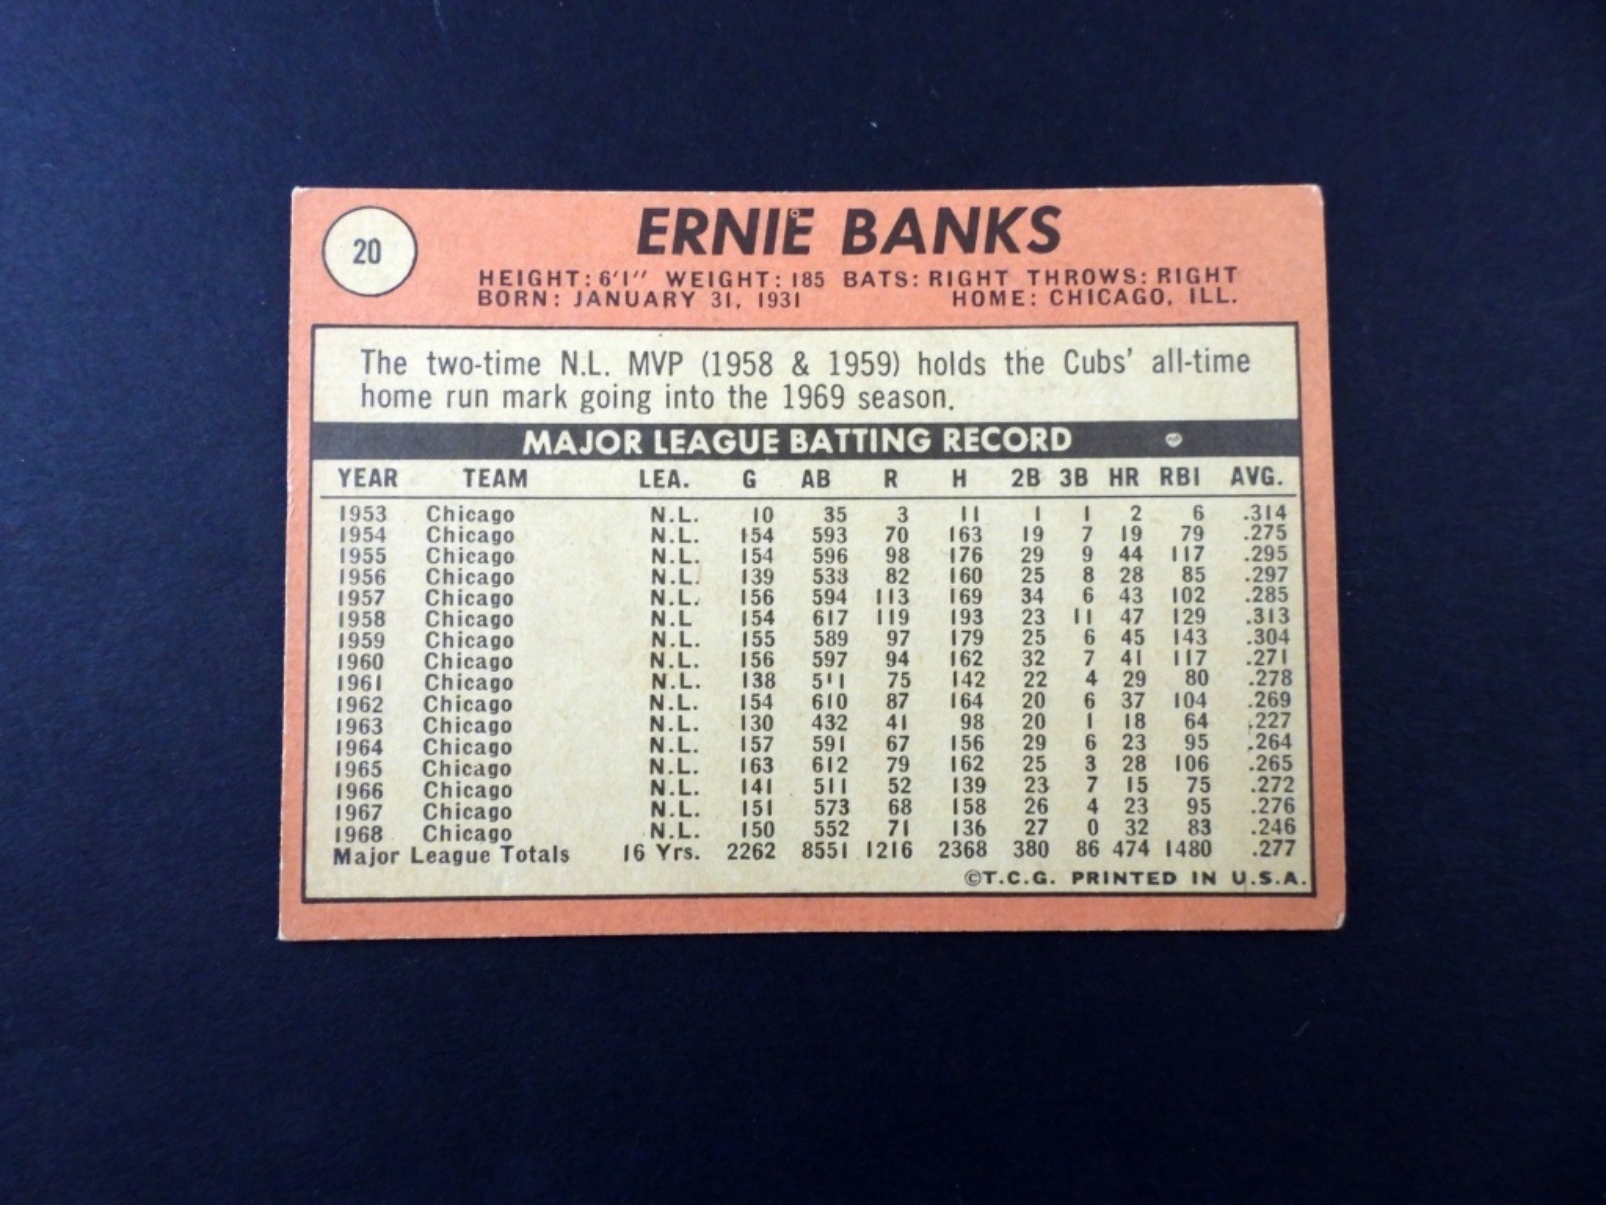 20
ERNIE BANKS
HEIGHT: 6'1" WEIGHT: 185 BATS: RIGHT THROWS: RIGHT
BORN: JANUARY 31, 1931 HOME: CHICAGO, ILL.
The two-time N.L. MVP (1958 & 1959) holds the Cubs' all-time
home run mark going into the 1969 season.
MAJOR LEAGUE BATTING RECORD
YEAR TEAM LEA. G AB R H 2B 3B HR RBI AVG.
1953 Chicago N.L. 10 35 3 11 1 1 2 6 .314
1954 Chicago N.L. 154 593 70 163 19 7 19 79 .275
1955 Chicago N.L. 154 596 98 176 29 9 44 117 .295
1956 Chicago N.L. 139 538 82 160 25 8 28 85 .297
1957 Chicago N.L. 156 594 113 169 34 6 43 102 .285
1958 Chicago N.L 154 617 119 193 23 11 47 129 .313
1959 Chicago N.L. 155 589 97 179 25 6 45 143 .304
1960 Chicago N.L. 156 597 94 162 32 7 41 117 .271
1961 Chicago N.L. 138 511 75 142 22 4 29 80 .278
1962 Chicago N.L. 154 610 87 164 20 6 37 104 .269
1963 Chicago N.L. 130 432 41 98 20 1 18 64 .227
1964 Chicago N.L. 157 591 67 156 29 6 23 95 .264
1965 Chicago N.L. 163 612 79 162 25 3 28 106 .265
1966 Chicago N.L. 141 511 52 139 23 7 15 75 .272
1967 Chicago N.L. 151 573 68 158 26 4 23 95 .276
1968 Chicago N.L. 150 552 71 136 27 0 32 83 .246
Major League Totals 16 Yrs. 2262 8551 1216 2368 380 86 474 1480 .277
©T.C.G. PRINTED IN U.S.A.